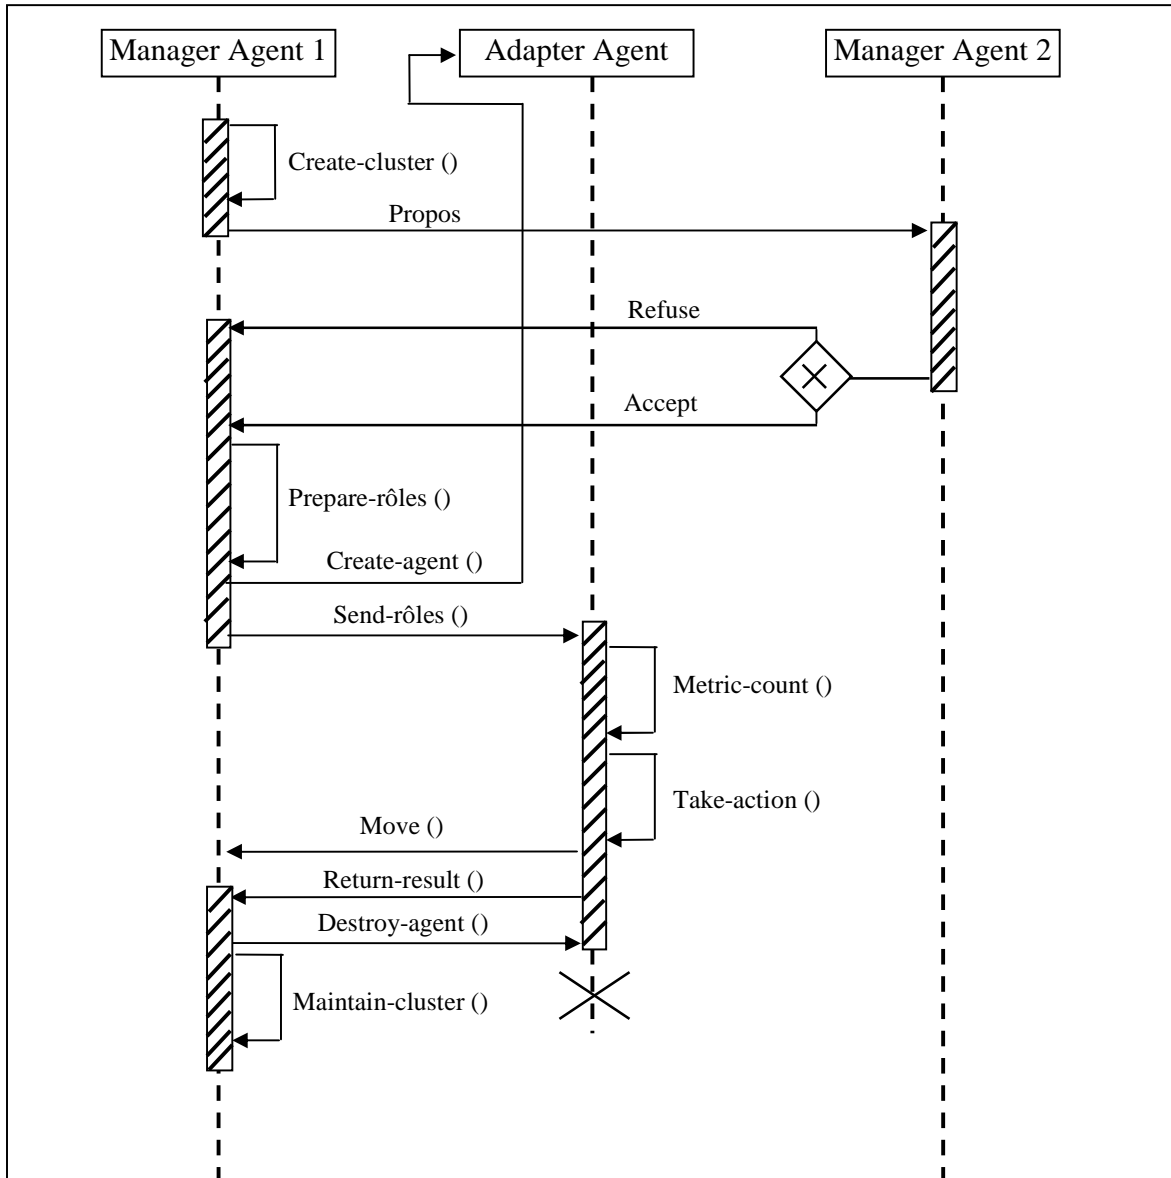 Manager Agent 1
Adapter Agent
Manager Agent 2
Create-cluster ()
Propos
Refuse
Accept
Prepare-rôles ()
Create-agent ()
Send-rôles ()
Metric-count ()
Take-action ()
Move ()
Return-result ()
Destroy-agent ()
Maintain-cluster ()